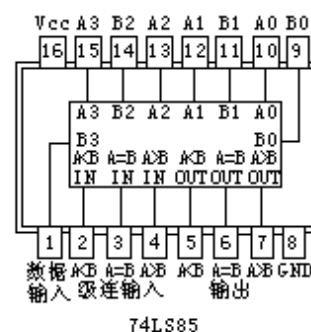 Vcc A3 B2 A2 A1 B1 A0 B0
16 15 14 13 12 11 10 9
A3 B2 A2 A1 B1 A0
B3 B0
A<B A=B A>B A<B A=B A>B
IN IN IN OUT OUT OUT
1 2 3 4 5 6 7 8
数据 A<B A=B A>B A<B A=B A>B GND
输入 级连输入 输出
74LS85